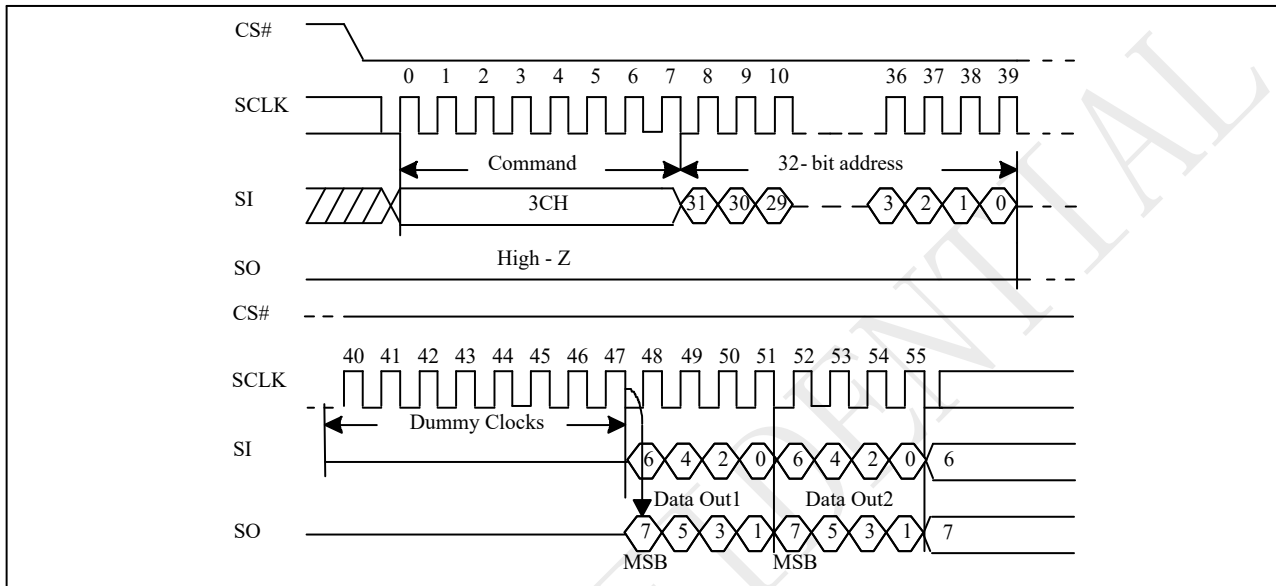 CS#
0 1 2 3 4 5 6 7 8 9 10 36 37 38 39
SCLK
Command 32- bit address
SI 3CH 31 30 29 3 2 1 0
High - Z
SO
CS#
40 41 42 43 44 45 46 47 48 49 50 51 52 53 54 55
SCLK
Dummy Clocks
SI 6 4 2 0 6 4 2 0 6
Data Out1 Data Out2
SO 7 5 3 1 7 5 3 1 7
MSB MSB